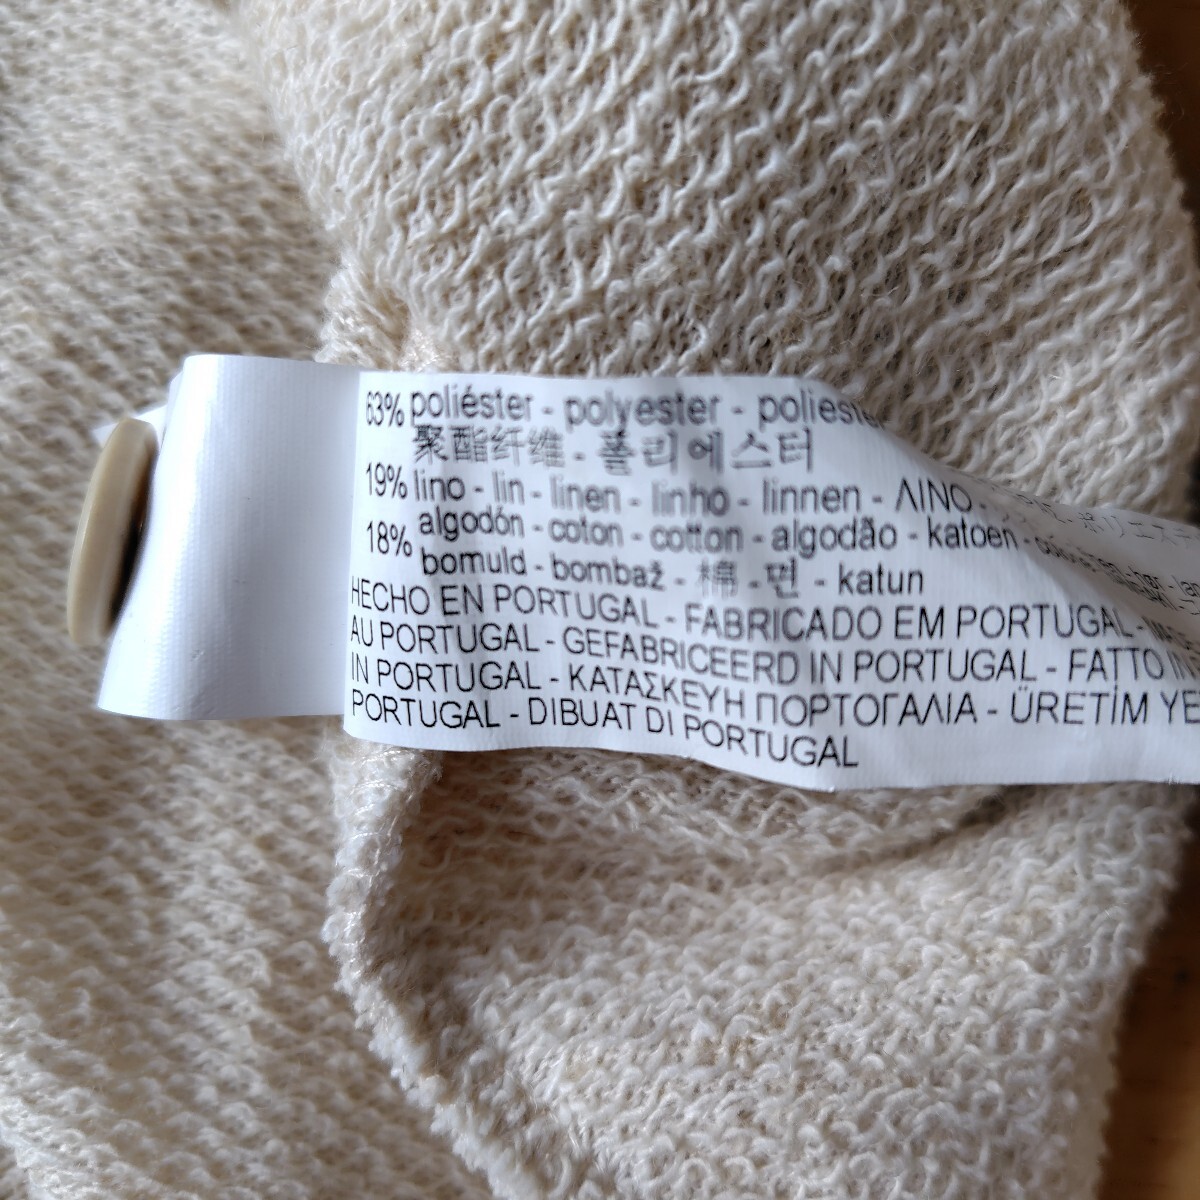 63% poliéster - polyester - polieste
聚酯纤维 - 폴리에스터
19% lino - lin - linen - linho - linnen - ΛΙΝΟ
18% algodón - coton - cotton - algodão - katoen
bomuld - bombaž - 棉 - 면 - katun
HECHO EN PORTUGAL - FABRICADO EM PORTUGAL -
AU PORTUGAL - GEFABRICEERD IN PORTUGAL - FATTO IN
IN PORTUGAL - ΚΑΤΑΣΚΕΥΗ ΠΟΡΤΟΓΑΛΙΑ - ÜRETİM YE
PORTUGAL - DIBUAT DI PORTUGAL